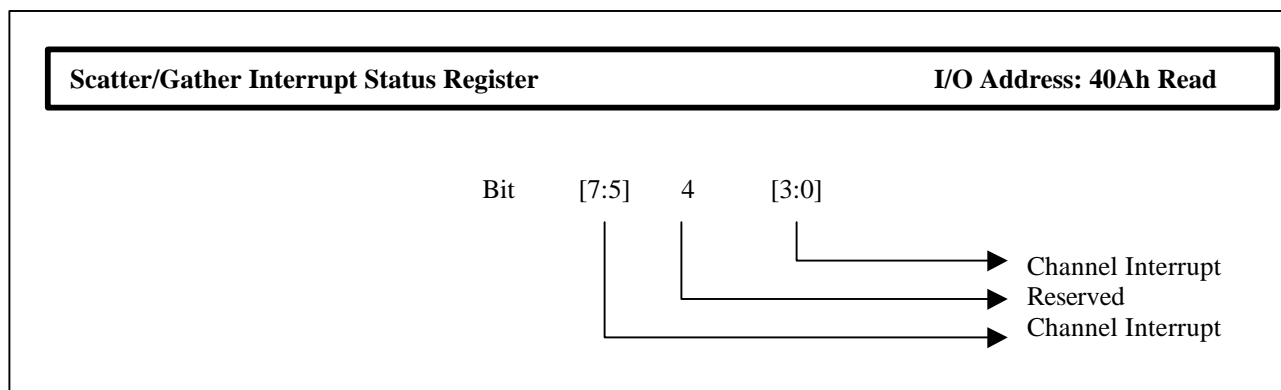 Scatter/Gather Interrupt Status Register I/O Address: 40Ah Read
Bit [7:5] 4 [3:0]
Channel Interrupt
Reserved
Channel Interrupt